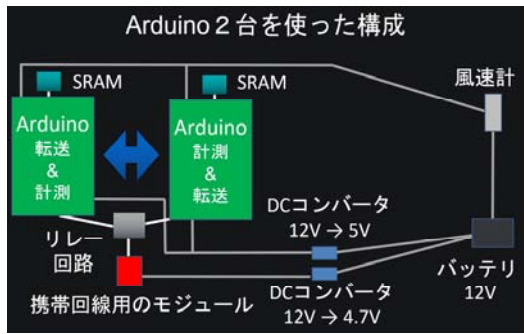 Arduino２台を使った構成
SRAM
SRAM
風速計
Arduino
転送
&
計測
Arduino
計測
&
転送
DCコンバータ
12V → 5V
リレー
回路
バッテリ
12V
携帯回線用のモジュール
DCコンバータ
12V → 4.7V